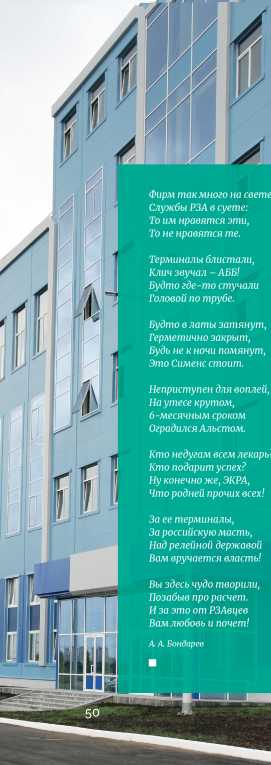 Фирм так много на свете
Службы РЗА в суете:
То им нравятся эти,
То не нравятся те.

Терминалы блистали,
Клич звучал – АББ!
Будто где-то стучали
Головой по трубе.

Будто в латы затянут,
Герметично закрыт,
Будь не к ночи помянут,
Это Сименс стоит.

Неприступен для воплей,
На утесе крутом,
6-месячным сроком
Оградился Альстом.

Кто недугам всем лекарь
Кто подарит успех?
Ну конечно же, ЭКРА,
Что родней прочих всех!

За ее терминалы,
За российскую масть,
Над релейной державой
Вам вручается власть!

Вы здесь чудо творили,
Позабыв про расчет.
И за это от РЗАвцев
Вам любовь и почет!

А. А. Бондарев

50